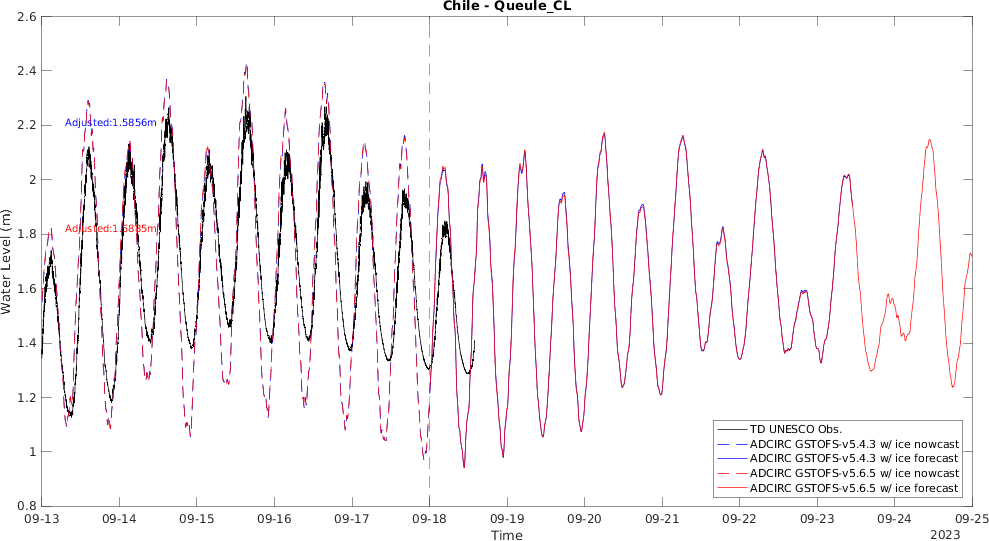 Chile - Queule_CL
Water Level (m)
2.6
2.4
2.2
2
1.8
1.6
1.4
1.2
1
0.8
Adjusted:1.5856m
Adjusted:1.5885m
TD UNESCO Obs.
ADCIRC GSTOFS-v5.4.3 w/ ice nowcast
ADCIRC GSTOFS-v5.4.3 w/ ice forecast
ADCIRC GSTOFS-v5.6.5 w/ ice nowcast
ADCIRC GSTOFS-v5.6.5 w/ ice forecast
09-13 09-14 09-15 09-16 09-17 09-18 09-19 09-20 09-21 09-22 09-23 09-24 09-25
Time
2023